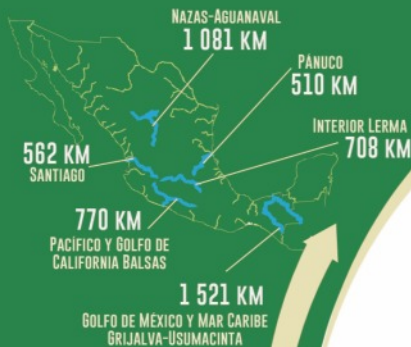 NAZAS-AGUANAVAL
1 081 KM
PÁNUCO
510 KM
INTERIOR LERMA
708 KM
562 KM
SANTIAGO
770 KM
PACÍFICO Y GOLFO DE
CALIFORNIA BALSAS
1 521 KM
GOLFO DE MÉXICO Y MAR CARIBE
GRIJALVA-USUMACINTA